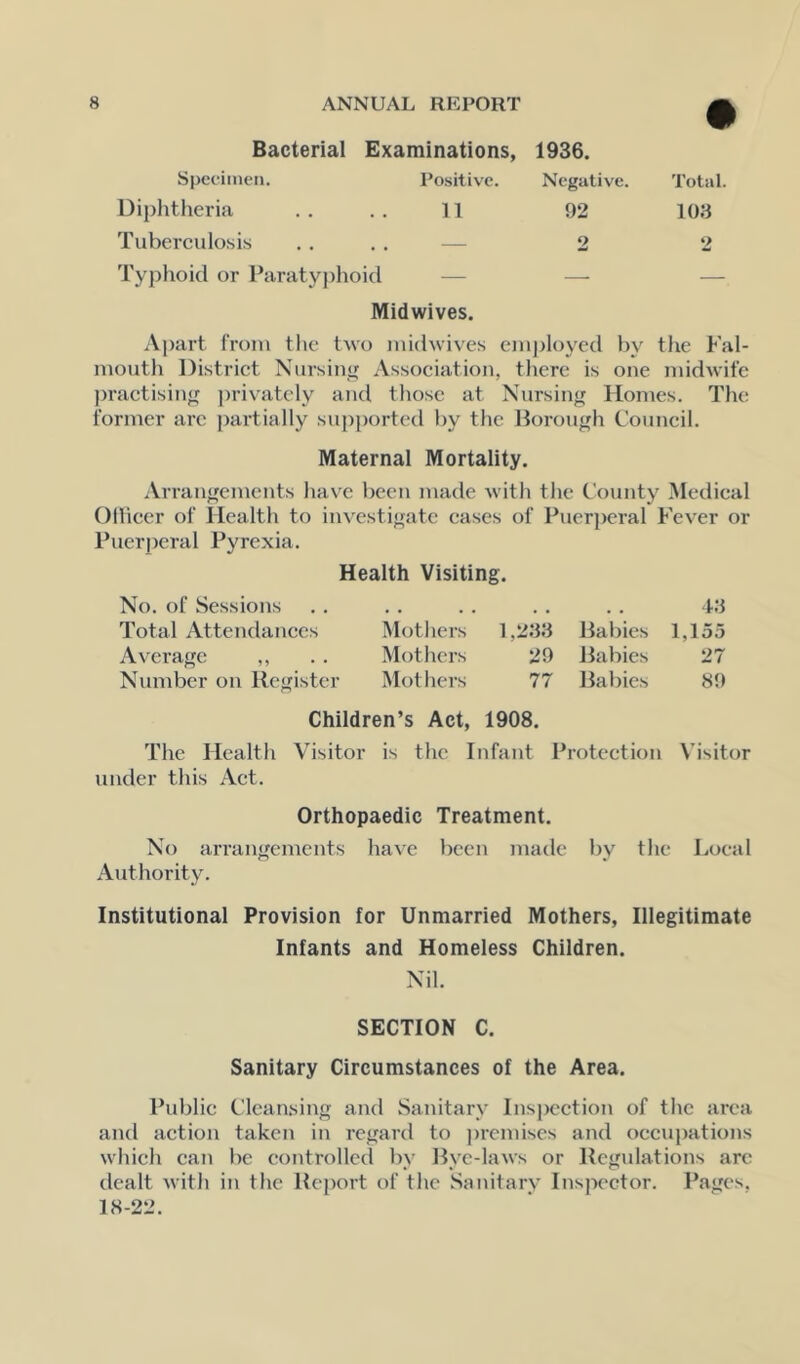 8 ANNUAL REPORT
Bacterial Examinations, 1936.
Specimen. Positive. Negative. Total.
Diphtheria . . . . 11 92 103
Tuberculosis . . . . — 2 2
Typhoid or Paratyphoid — — —
Midwives.
Apart from the two midwives employed by the Fal-
mouth District Nursing Association, there is one midwife
practising privately and those at Nursing Homes. The
former are partially supported by the Borough Council.
Maternal Mortality.
Arrangements have been made with the County Medical
Officer of Health to investigate cases of Puerperal Fever or
Puerperal Pyrexia.
Health Visiting.
No. of Sessions . . . . . . . . . . 43
Total Attendances Mothers 1,233 Babies 1,155
Average ,, . . Mothers 29 Babies 27
Number on Register Mothers 77 Babies 89
Children's Act, 1908.
The Health Visitor is the Infant Protection Visitor
under this Act.
Orthopaedic Treatment.
No arrangements have been made by the Local
Authority.
Institutional Provision for Unmarried Mothers, Illegitimate
Infants and Homeless Children.
Nil.
SECTION C.
Sanitary Circumstances of the Area.
Public Cleansing and Sanitary Inspection of the area
and action taken in regard to premises and occupations
which can be controlled by Bye-laws or Regulations are
dealt with in the Report of the Sanitary Inspector. Pages,
18-22.